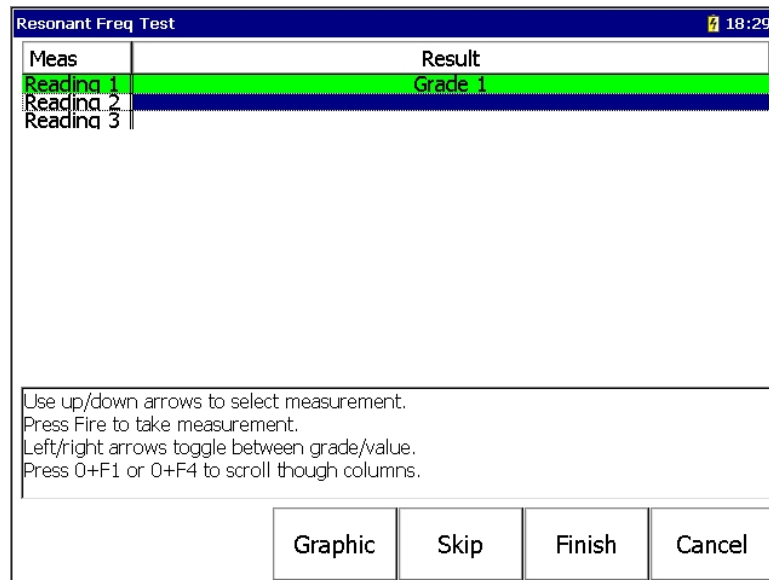 Resonant Freq Test 18:29
Meas Result
Reading 1 Grade 1
Reading 2
Reading 3
Use up/down arrows to select measurement.
Press Fire to take measurement.
Left/right arrows toggle between grade/value.
Press 0+F1 or 0+F4 to scroll though columns.
Graphic Skip Finish Cancel